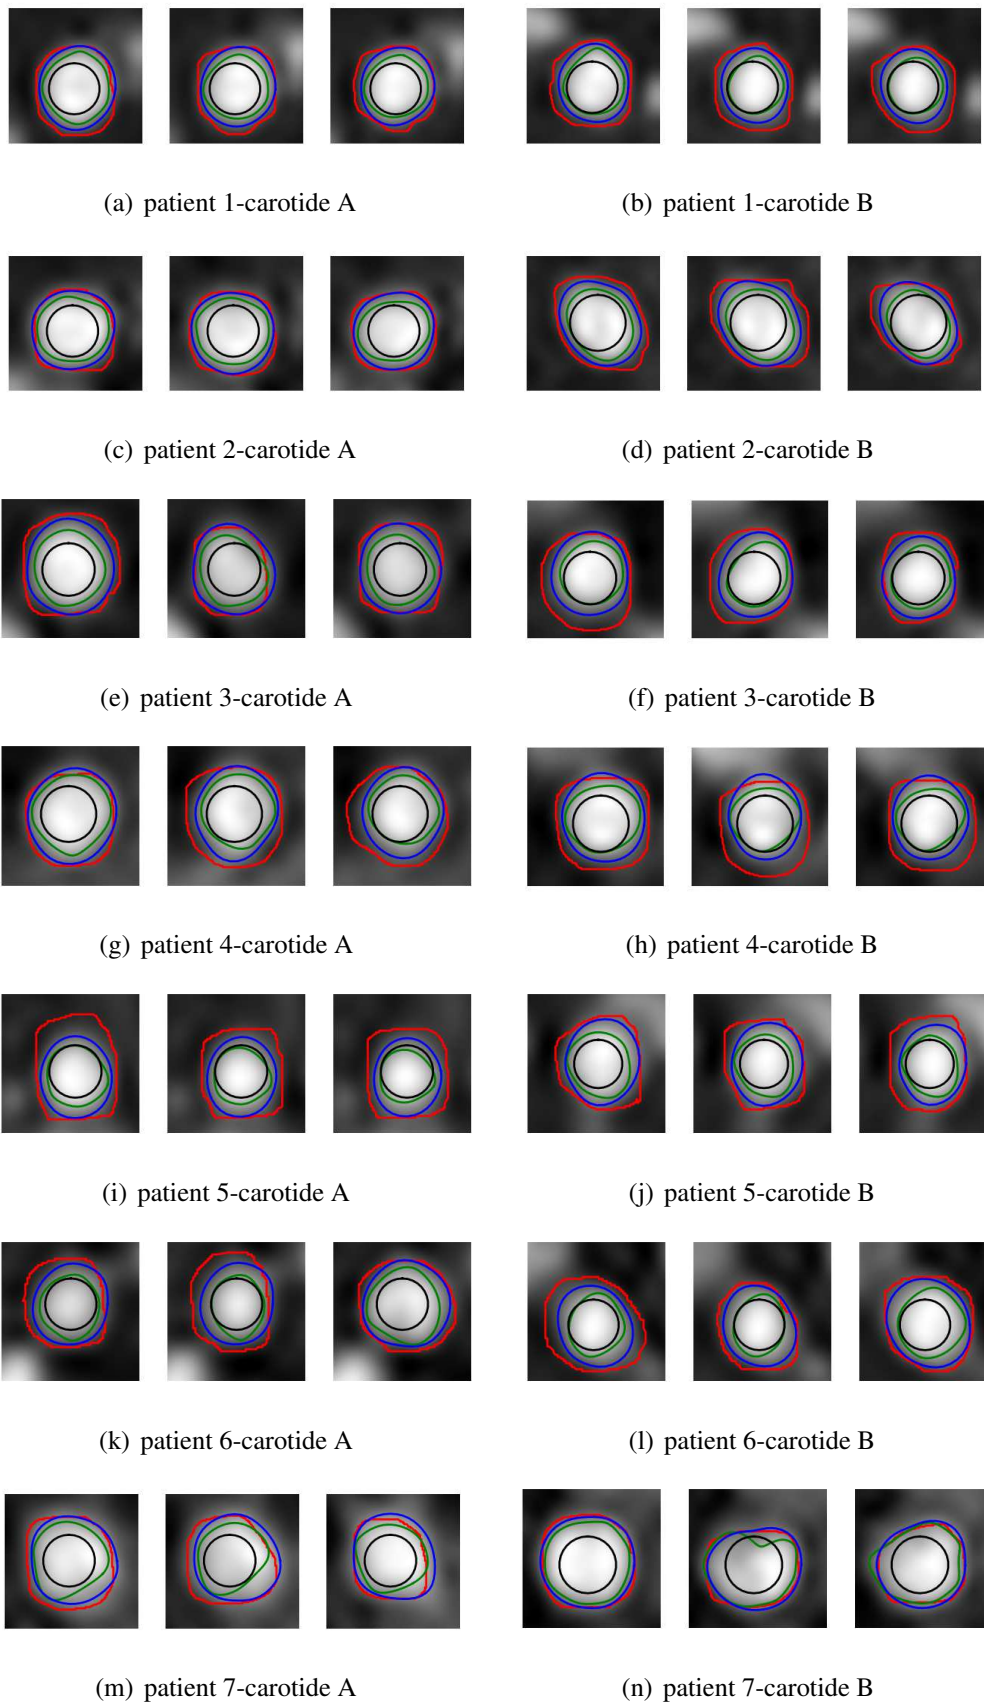 (a) patient 1-carotide A
(b) patient 1-carotide B
(c) patient 2-carotide A
(d) patient 2-carotide B
(e) patient 3-carotide A
(f) patient 3-carotide B
(g) patient 4-carotide A
(h) patient 4-carotide B
(i) patient 5-carotide A
(j) patient 5-carotide B
(k) patient 6-carotide A
(l) patient 6-carotide B
(m) patient 7-carotide A
(n) patient 7-carotide B